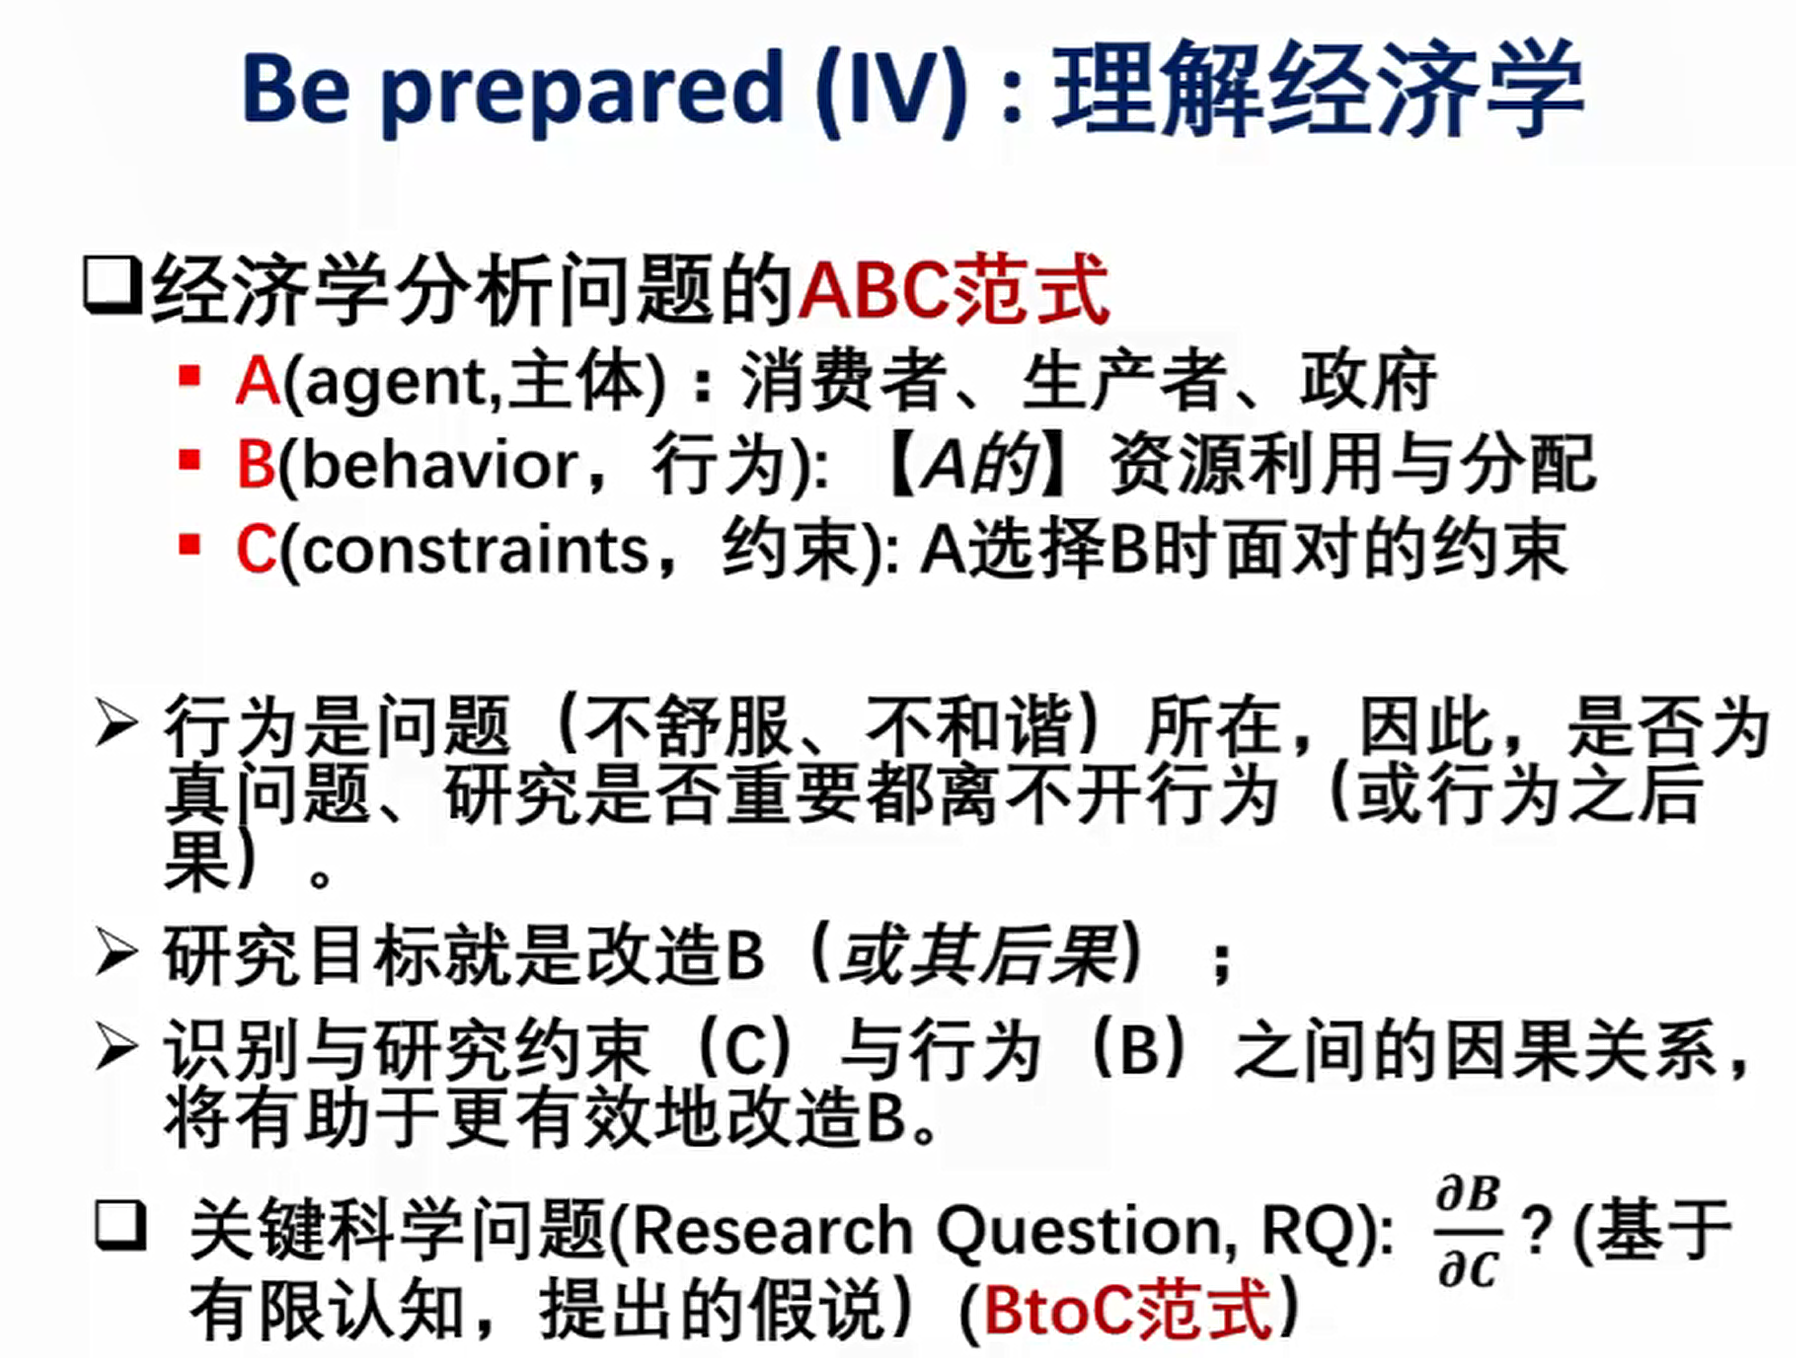 Be prepared (IV) : 理解经济学
经济学分析问题的ABC范式
A(agent,主体) : 消费者、生产者、政府
B(behavior，行为): 【A的】资源利用与分配
C(constraints，约束): A选择B时面对的约束
行为是问题（不舒服、不和谐）所在，因此，是否为
真问题、研究是否重要都离不开行为（或行为之后
果）。
研究目标就是改造B（或其后果）；
识别与研究约束（C）与行为（B）之间的因果关系，
将有助于更有效地改造B。
关键科学问题(Research Question, RQ): ∂B/∂C ? (基于
有限认知，提出的假说）(BtoC范式）